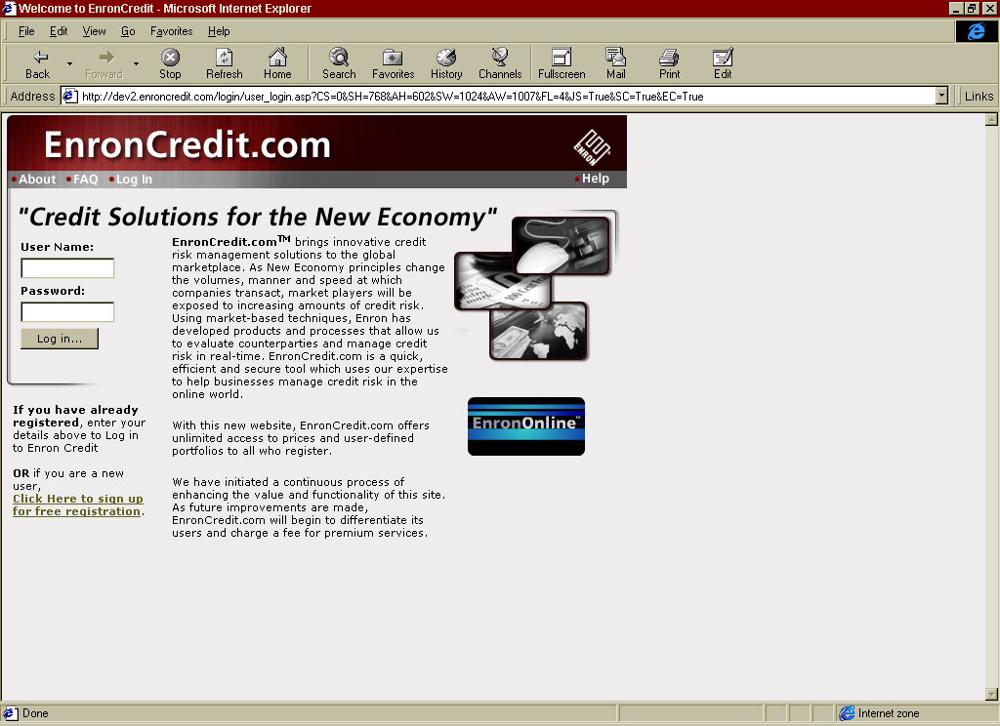 Welcome to EnronCredit - Microsoft Internet Explorer
File Edit View Go Favorites Help
Back Forward Stop Refresh Home Search Favorites History Channels Fullscreen Mail Print Edit
Address http://dev2.enroncredit.com/login/user_login.asp?CS=0&SH=768&AH=602&SW=1024&AW=1007&FL=4&JS=True&SC=True&EC=True Links
EnronCredit.com
ENRON
About FAQ Log In Help
"Credit Solutions for the New Economy"
User Name:
Password:
Log in...
If you have already
registered, enter your
details above to Log in
to Enron Credit
OR if you are a new
user,
Click Here to sign up
for free registration.
EnronCredit.com™ brings innovative credit
risk management solutions to the global
marketplace. As New Economy principles change
the volumes, manner and speed at which
companies transact, market players will be
exposed to increasing amounts of credit risk.
Using market-based techniques, Enron has
developed products and processes that allow us
to evaluate counterparties and manage credit
risk in real-time. EnronCredit.com is a quick,
efficient and secure tool which uses our expertise
to help businesses manage credit risk in the
online world.
With this new website, EnronCredit.com offers
unlimited access to prices and user-defined
portfolios to all who register.
We have initiated a continuous process of
enhancing the value and functionality of this site.
As future improvements are made,
EnronCredit.com will begin to differentiate its
users and charge a fee for premium services.
EnronOnline™
Done Internet zone